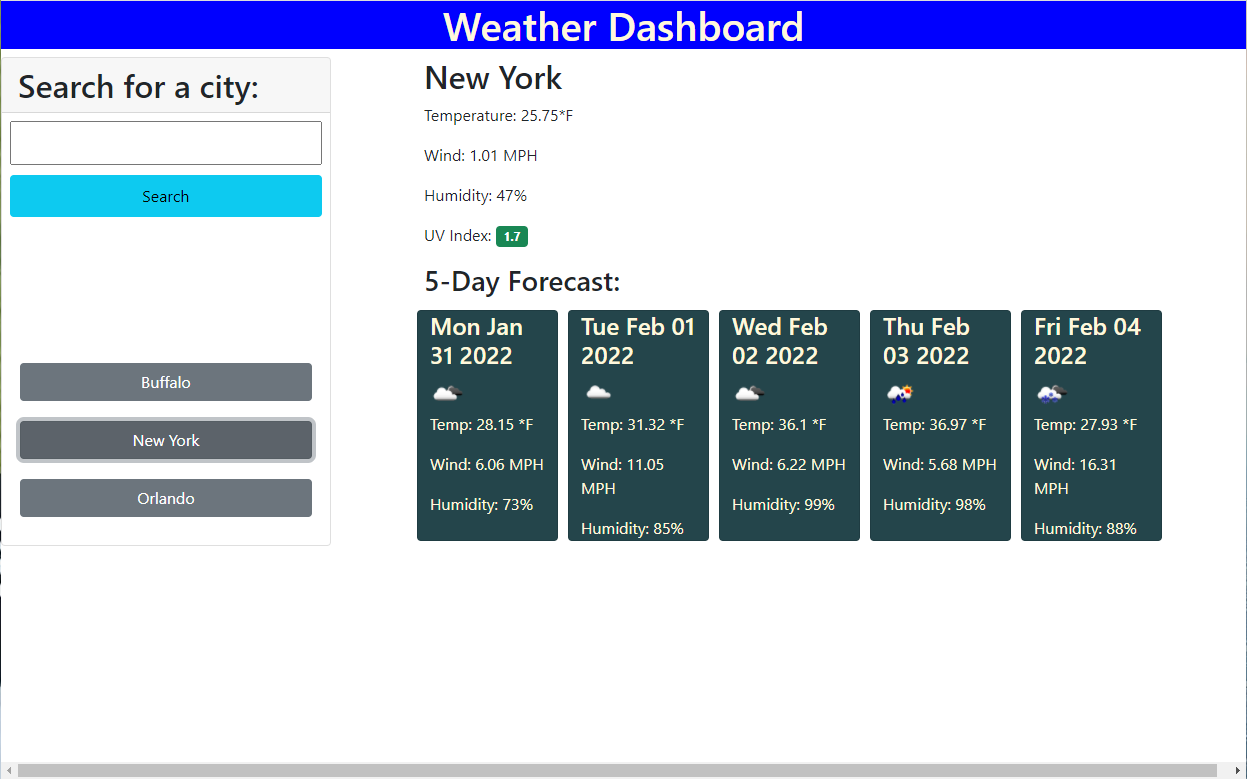 Weather Dashboard
Search for a city:
Search
Buffalo
New York
Orlando
New York
Temperature: 25.75*F
Wind: 1.01 MPH
Humidity: 47%
UV Index: 1.7
5-Day Forecast:
Mon Jan
31 2022
Temp: 28.15 *F
Wind: 6.06 MPH
Humidity: 73%
Tue Feb 01
2022
Temp: 31.32 *F
Wind: 11.05
MPH
Humidity: 85%
Wed Feb
02 2022
Temp: 36.1 *F
Wind: 6.22 MPH
Humidity: 99%
Thu Feb
03 2022
Temp: 36.97 *F
Wind: 5.68 MPH
Humidity: 98%
Fri Feb 04
2022
Temp: 27.93 *F
Wind: 16.31
MPH
Humidity: 88%